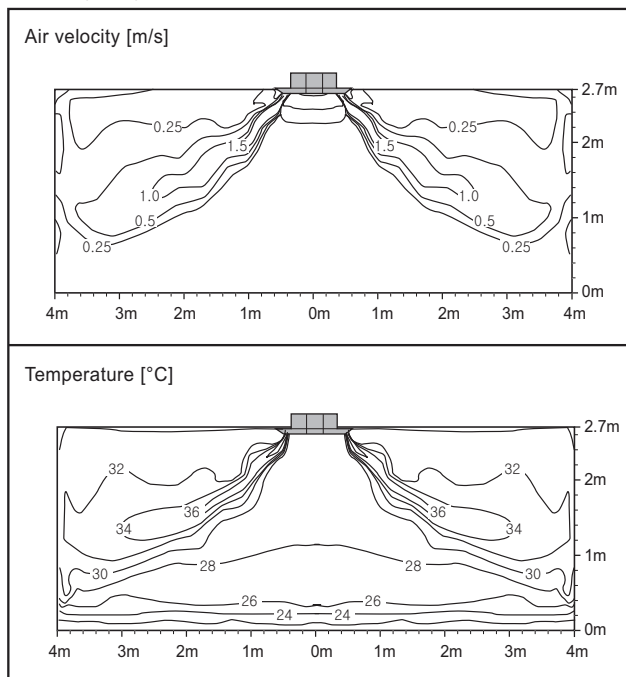 Air velocity [m/s]
2.7m
0.25 0.25
2m
1.5 1.5
1.0 1.0
1m
0.5 0.5
0.25 0.25
0m
4m 3m 2m 1m 0m 1m 2m 3m 4m
Temperature [°C]
2.7m
32 32
2m
36 36
34 34
1m
30 28 28 30
26 26
24 24
0m
4m 3m 2m 1m 0m 1m 2m 3m 4m